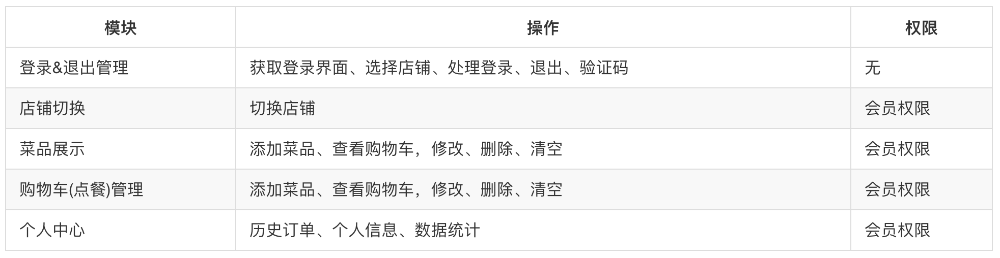 模块 操作 权限
登录&退出管理 获取登录界面、选择店铺、处理登录、退出、验证码 无
店铺切换 切换店铺 会员权限
菜品展示 添加菜品、查看购物车，修改、删除、清空 会员权限
购物车(点餐)管理 添加菜品、查看购物车，修改、删除、清空 会员权限
个人中心 历史订单、个人信息、数据统计 会员权限